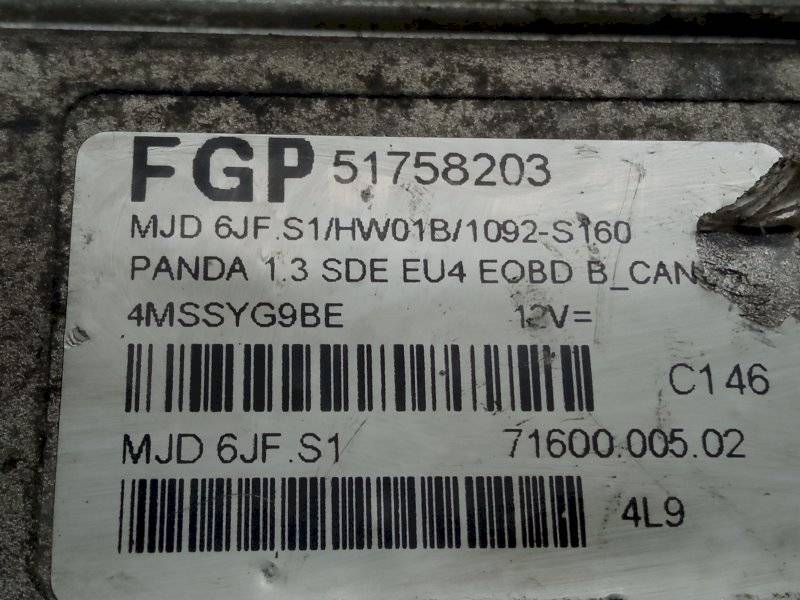 FGP 51758203
MJD 6JF.S1/HW01B/1092-S160
PANDA 1.3 SDE EU4 EOBD B_CAN
4MSSYG9BE 12V=
C146
MJD 6JF.S1 71600.005.02
4L9